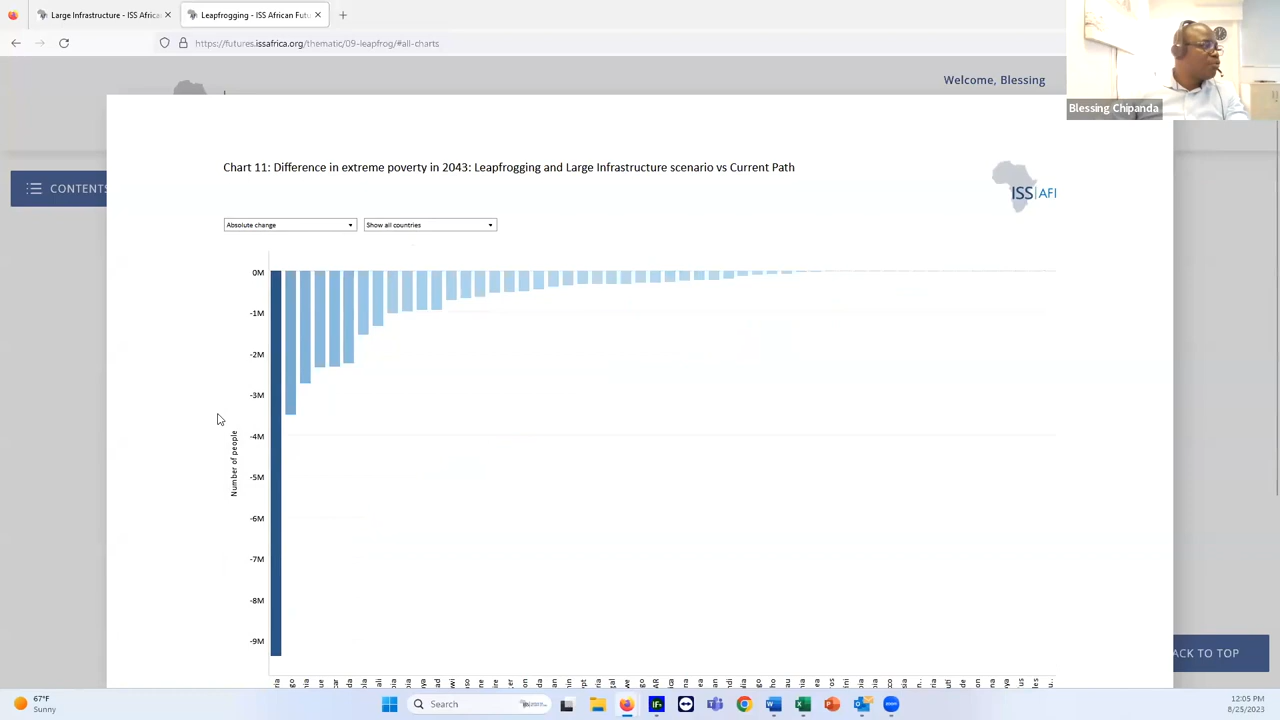 Large Infrastructure - ISS Africa
Leapfrogging - ISS African Futu
https://futures.issafrica.org/thematic/09-leapfrog/#all-charts
Welcome, Blessing
Blessing Chipanda
CONTENTS
Chart 11: Difference in extreme poverty in 2043: Leapfrogging and Large Infrastructure scenario vs Current Path
ISS AFI
Absolute change
Show all countries
0M
-1M
-2M
-3M
-4M
-5M
-6M
-7M
-8M
-9M
Number of people
ACK TO TOP
67°F
Sunny
Search
12:05 PM
8/25/2023